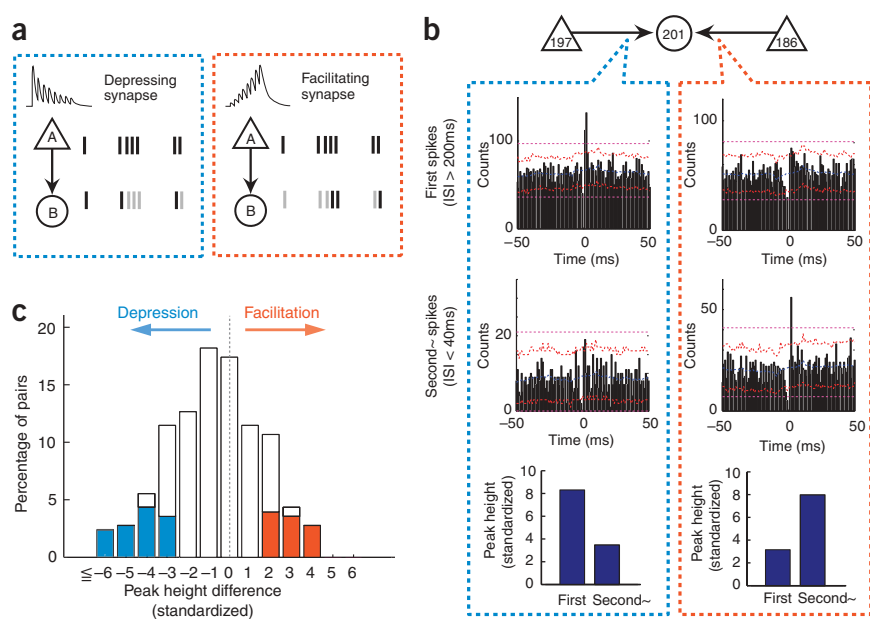 a
Depressing
synapse
A
B
Facilitating
synapse
A
B
b
197
201
186
First spikes
(ISI > 200ms)
Counts
100
0
−50
0
50
Time (ms)
Counts
100
0
−50
0
50
Time (ms)
Second~ spikes
(ISI < 40ms)
Counts
20
0
−50
0
50
Time (ms)
Counts
50
0
−50
0
50
Time (ms)
Peak height
(standardized)
10
8
6
4
2
0
First Second~
Peak height
(standardized)
10
8
6
4
2
0
First Second~
c
Depression
Facilitation
Percentage of pairs
20
15
10
5
0
≦−6 −5 −4 −3 −2 −1 0 1 2 3 4 5 6
Peak height difference
(standardized)